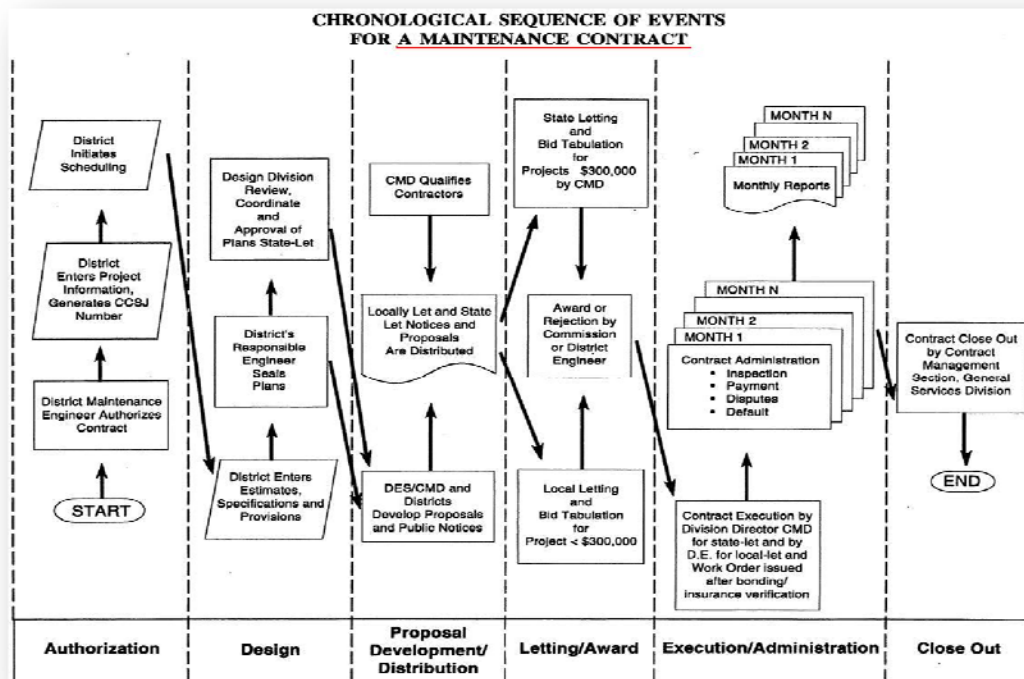 CHRONOLOGICAL SEQUENCE OF EVENTS
FOR A MAINTENANCE CONTRACT
District
Initiates
Scheduling
District
Enters Project
Information,
Generates CCSJ
Number
District Maintenance
Engineer Authorizes
Contract
START
Design Division
Review,
Coordinate
and
Approval of
Plans State-Let
District's
Responsible
Engineer
Seals
Plans
District Enters
Estimates,
Specifications and
Provisions
CMD Qualifies
Contractors
Locally Let and State
Let Notices and
Proposals
Are Distributed
DES/CMD and
Districts
Develop Proposals
and Public Notices
State Letting
and
Bid Tabulation
for
Projects $300,000
by CMD
Award or
Rejection by
Commission
or District
Engineer
Local Letting
and
Bid Tabulation
for
Project < $300,000
MONTH N
MONTH 2
MONTH 1
Monthly Reports
MONTH N
MONTH 2
MONTH 1
Contract Administration
• Inspection
• Payment
• Disputes
• Default
Contract Execution by
Division Director CMD
for state-let and by
D.E. for local-let and
Work Order issued
after bonding/
insurance verification
Contract Close Out
by Contract
Management
Section, General
Services Division
END
Authorization
Design
Proposal
Development/
Distribution
Letting/Award
Execution/Administration
Close Out